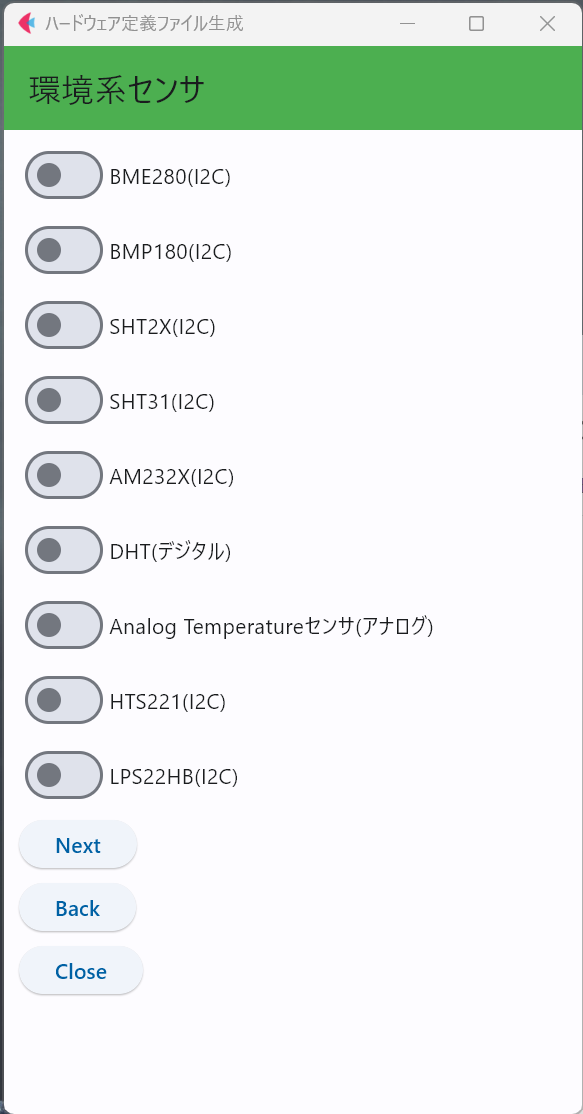 ハードウェア定義ファイル生成
環境系センサ
BME280(I2C)
BMP180(I2C)
SHT2X(I2C)
SHT31(I2C)
AM232X(I2C)
DHT(デジタル)
Analog Temperatureセンサ(アナログ)
HTS221(I2C)
LPS22HB(I2C)
Next
Back
Close